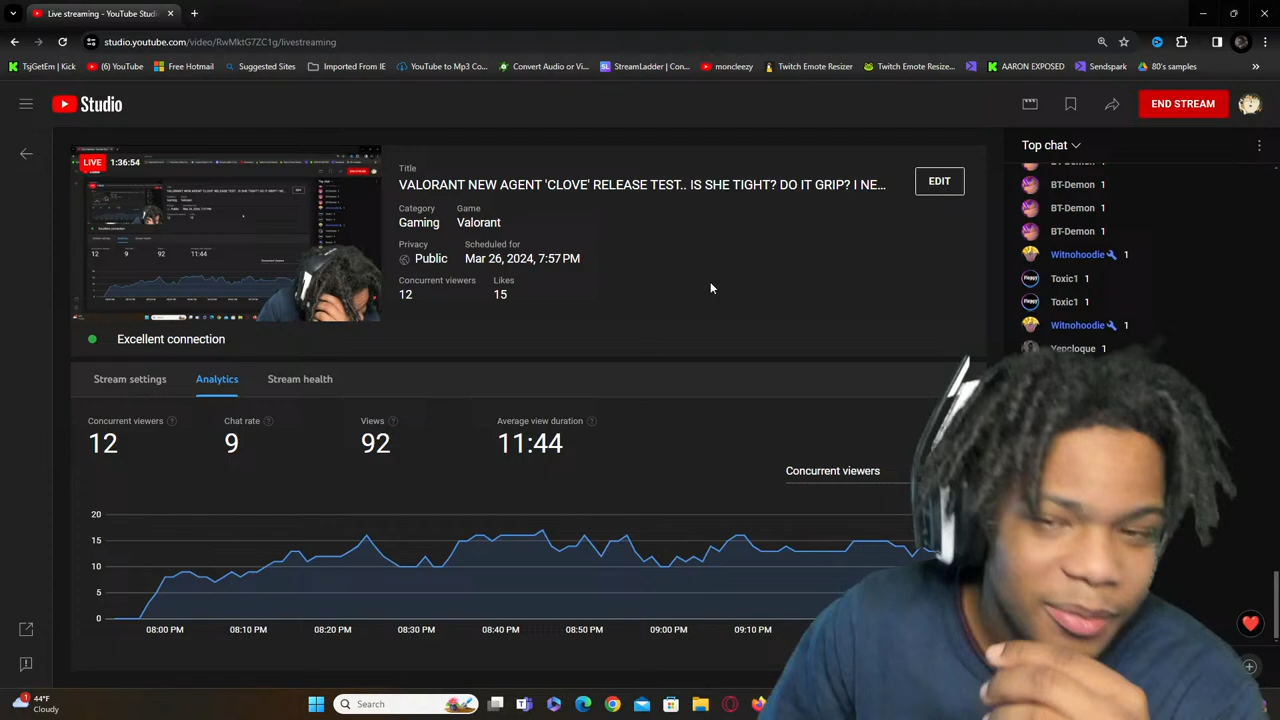 Live streaming - YouTube Studi
studio.youtube.com/video/RwMktG7ZC1g/livestreaming
TsjGetEm | Kick
(6) YouTube
Free Hotmail
Suggested Sites
Imported From IE
YouTube to Mp3 Co...
Convert Audio or Vi...
StreamLadder | Con...
moncleezy
Twitch Emote Resizer
Twitch Emote Resizer
AARON EXPOSED
Sendspark
80's samples
Studio
END STREAM
LIVE 1:36:54
Title
VALORANT NEW AGENT 'CLOVE' RELEASE TEST.. IS SHE TIGHT? DO IT GRIP? I NE...
EDIT
Category Game
Gaming Valorant
Privacy Scheduled for
Public Mar 26, 2024, 7:57 PM
Concurrent viewers Likes
12 15
Excellent connection
Top chat
BT-Demon 1
BT-Demon 1
BT-Demon 1
Witnohoodie 1
Toxic1 1
Toxic1 1
Witnohoodie 1
Yepcloque 1
Stream settings Analytics Stream health
Concurrent viewers Chat rate Views Average view duration
12 9 92 11:44
Concurrent viewers
20
15
10
5
0
08:00 PM 08:10 PM 08:20 PM 08:30 PM 08:40 PM 08:50 PM 09:00 PM 09:10 PM
44°F
Cloudy
Search